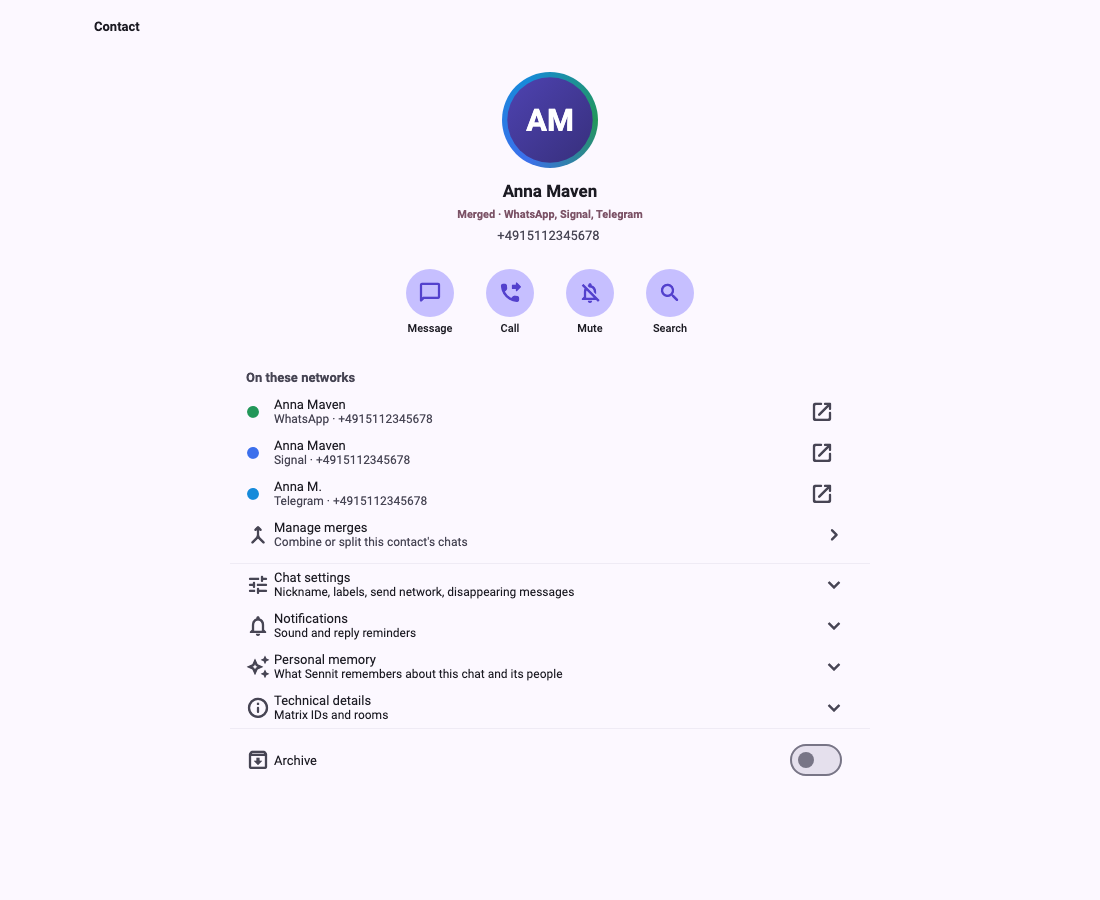 Contact
AM
Anna Maven
Merged · WhatsApp, Signal, Telegram
+4915112345678
Message
Call
Mute
Search
On these networks
Anna Maven
WhatsApp · +4915112345678
Anna Maven
Signal · +4915112345678
Anna M.
Telegram · +4915112345678
Manage merges
Combine or split this contact's chats
Chat settings
Nickname, labels, send network, disappearing messages
Notifications
Sound and reply reminders
Personal memory
What Sennit remembers about this chat and its people
Technical details
Matrix IDs and rooms
Archive